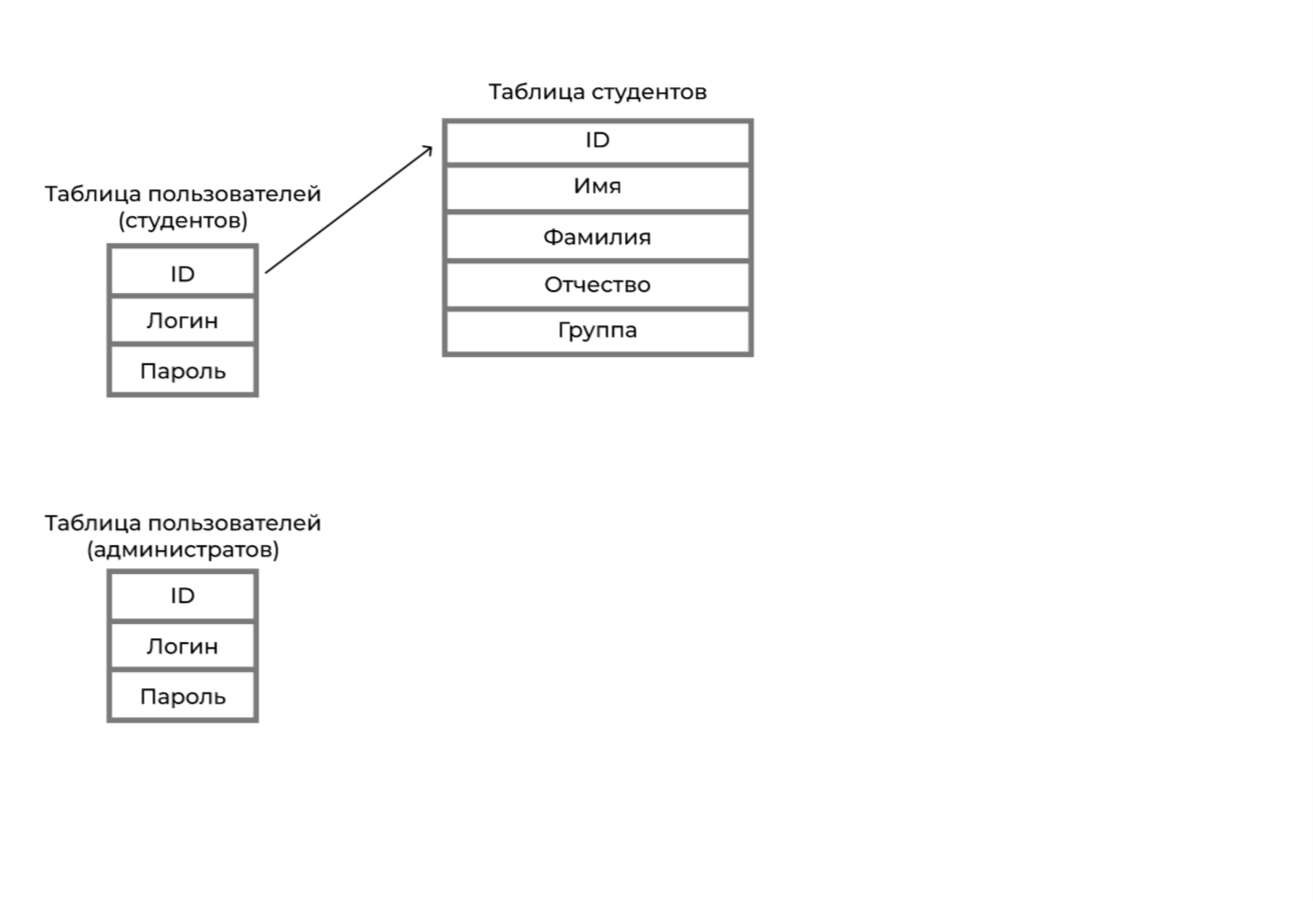 Таблица студентов
ID
Имя
Фамилия
Отчество
Группа
Таблица пользователей
(студентов)
ID
Логин
Пароль
Таблица пользователей
(администратов)
ID
Логин
Пароль